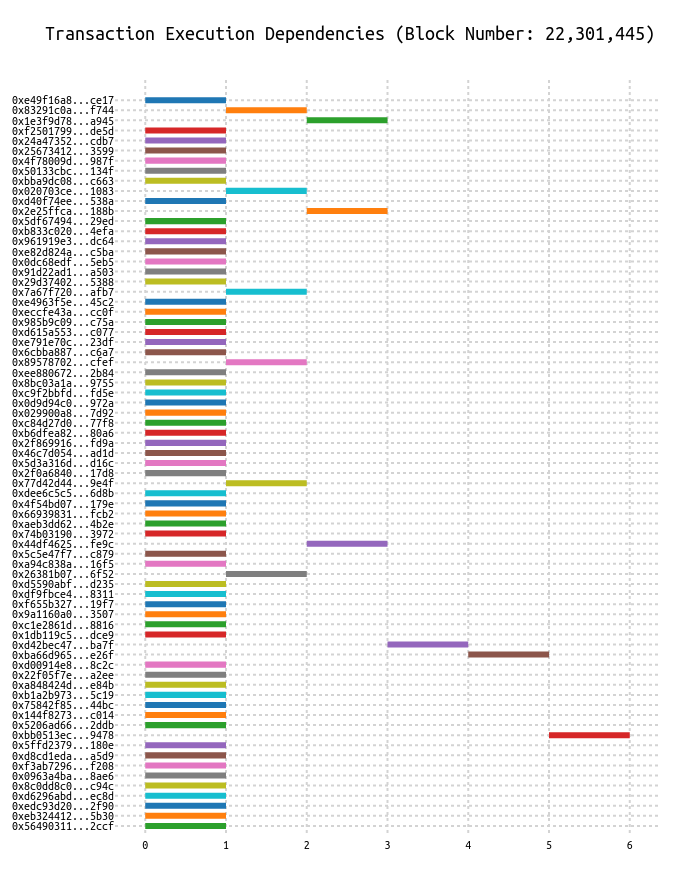 Transaction Execution Dependencies (Block Number: 22,301,445)
0xe49f16a8...ce17
0x83291c0a...f744
0x1e3f9d78...a945
0xf2501799...de5d
0x24a47352...cdb7
0x25673412...3599
0x4f78009d...987f
0x50133cbc...134f
0xbba9dc08...c663
0x020703ce...1083
0xd40f74ee...538a
0x2e25ffca...188b
0x5df67494...29ed
0xb833c020...4efa
0x961919e3...dc64
0xe82d824a...c5ba
0x0dc68edf...5eb5
0x91d22ad1...a503
0x29d37402...5388
0x7a67f720...afb7
0xe4963f5e...45c2
0xeccfe43a...cc0f
0x985b9c09...c75a
0xd615a553...c077
0xe791e70c...23df
0x6cbba887...c6a7
0x89578702...cfef
0xee880672...2b84
0x8bc03a1a...9755
0xc9f2bbfd...fd5e
0x0d9d94c0...972a
0x029900a8...7d92
0xc84d27d0...77f8
0xb6dfea82...80a6
0x2f869916...fd9a
0x46c7d054...ad1d
0x5d3a316d...d16c
0x2f0a6840...17d8
0x77d42d44...9e4f
0xdee6c5c5...6d8b
0x4f54bd07...179e
0x66939831...fcb2
0xaeb3dd62...4b2e
0x74b03190...3972
0x44df4625...fe9c
0x5c5e47f7...c879
0xa94c838a...16f5
0x26381b07...6f52
0xd5590abf...d235
0xdf9fbce4...8311
0xf655b327...19f7
0x9a1160a0...3507
0xc1e2861d...8816
0x1db119c5...dce9
0xd42bec47...ba7f
0xba66d965...e26f
0xd00914e8...8c2c
0x22f05f7e...a2ee
0xa848424d...e84b
0xb1a2b973...5c19
0x75842f85...44bc
0x144f8273...c014
0x5206ad66...2ddb
0xbb0513ec...9478
0x5ffd2379...180e
0xd8cd1eda...a5d9
0xf3ab7296...f208
0x0963a4ba...8ae6
0x8c0dd8c0...c94c
0xd6296abd...ec8d
0xedc93d20...2f90
0xeb324412...5b30
0x56490311...2ccf
0 1 2 3 4 5 6